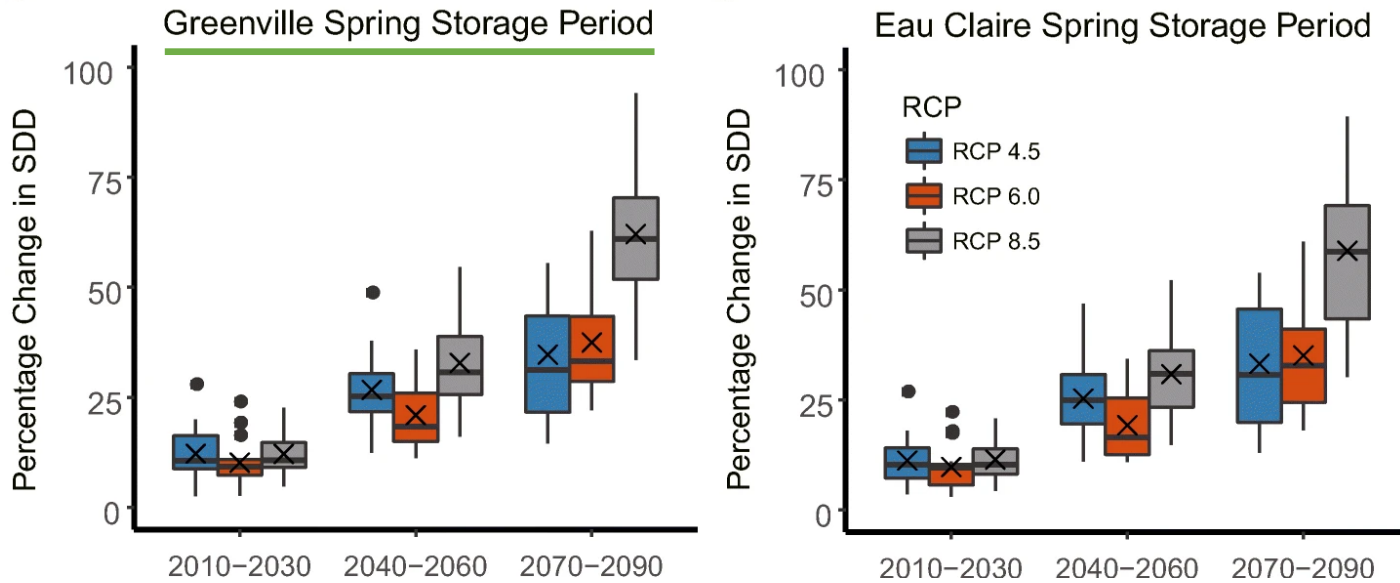 Greenville Spring Storage Period
Percentage Change in SDD
100
75
50
25
0
2010−2030
2040−2060
2070−2090
Eau Claire Spring Storage Period
Percentage Change in SDD
100
75
50
25
0
RCP
RCP 4.5
RCP 6.0
RCP 8.5
2010−2030
2040−2060
2070−2090